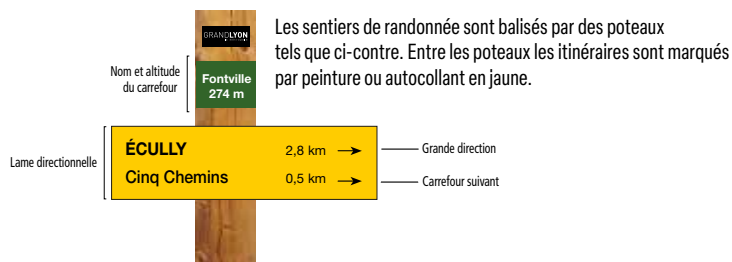 GRANDLYON
Les sentiers de randonnée sont balisés par des poteaux
tels que ci-contre. Entre les poteaux les itinéraires sont marqués
par peinture ou autocollant en jaune.
Nom et altitude
du carrefour
Fontville
274 m
Lame directionnelle
ÉCULLY 2,8 km
Cinq Chemins 0,5 km
Grande direction
Carrefour suivant